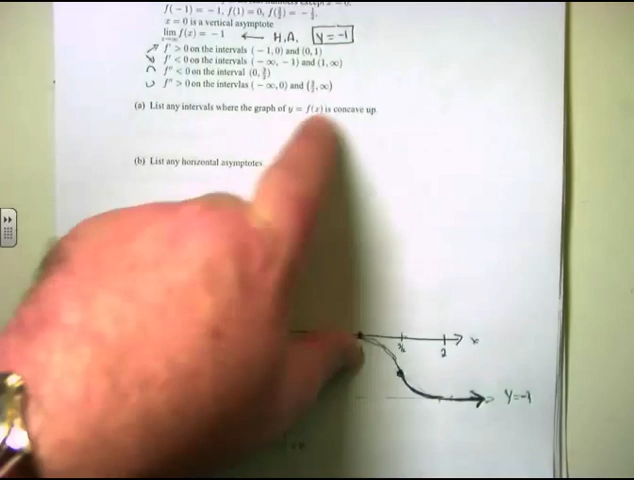 f(−1) = −1, f(1) = 0, f(3/2) = −1/2.
x = 0 is a vertical asymptote
lim f(x) = −1 ← H.A. y = −1
f′ > 0 on the intervals (−1, 0) and (0, 1)
f′ < 0 on the intervals (−∞, −1) and (1, ∞)
f″ < 0 on the interval (0, 3/2)
f″ > 0 on the intervlas (−∞, 0) and (3/2, ∞)
(a) List any intervals where the graph of y = f(x) is concave up.
(b) List any horizontal asymptotes.
x
3/2
2
y=-1